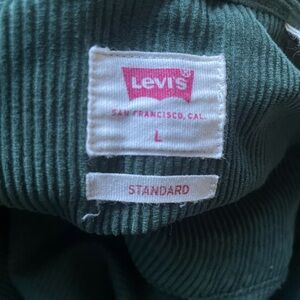 Levi's®
SAN FRANCISCO, CAL.
L
STANDARD